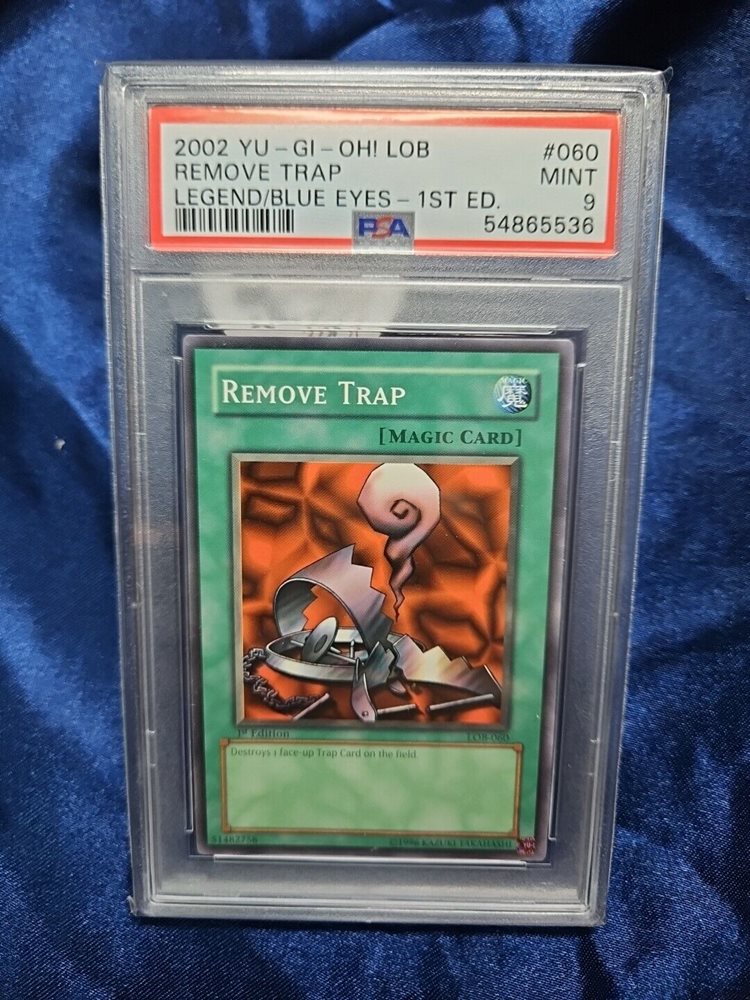 2002 YU-GI-OH! LOB #060
REMOVE TRAP MINT
LEGEND/BLUE EYES-1ST ED. 9
PSA 54865536
REMOVE TRAP
MAGIC
魔
[MAGIC CARD]
1st Edition LOB-060
Destroys 1 face-up Trap Card on the field.
51482758
©1996 KAZUKI TAKAHASHI